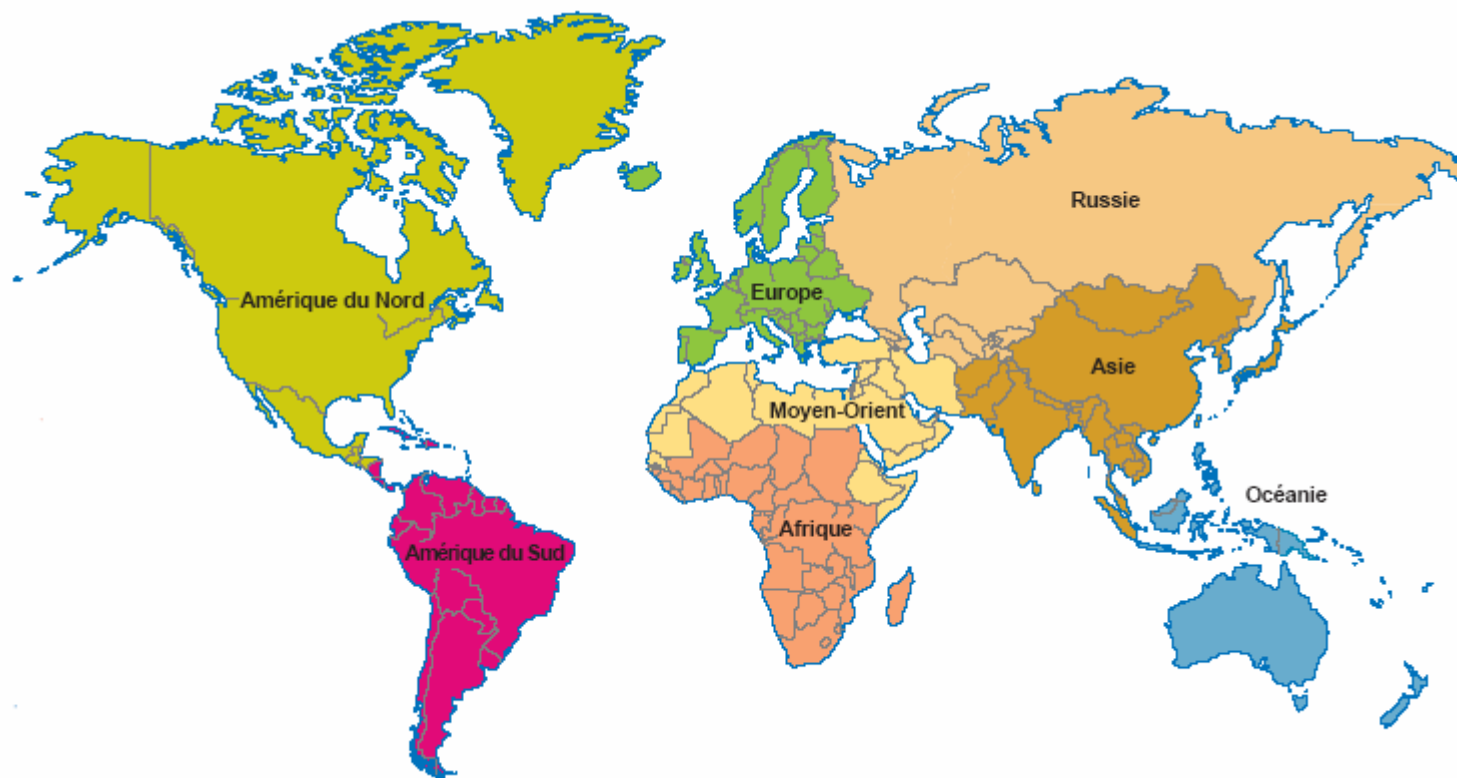 Russie
Amérique du Nord
Europe
Asie
Moyen-Orient
Océanie
Afrique
Amérique du Sud